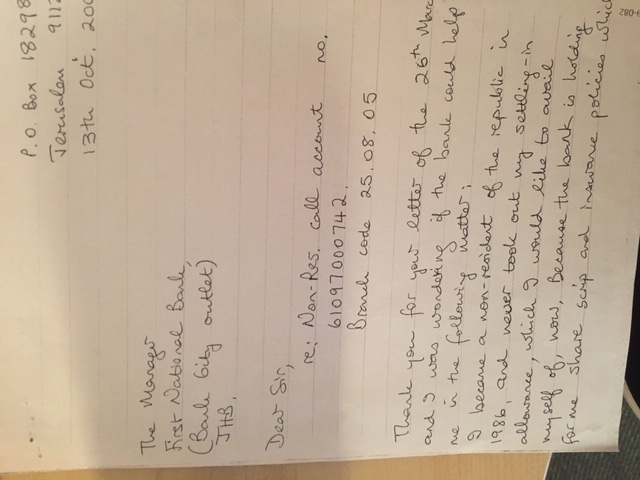 P.O. Box 18298
Jerusalem 9112
13th Oct, 200
The Manager
First National Bank,
(Bank City outlet)
JHB.
Dear Sir,
re: Non-Res. call account no.
61097000742.
Branch code 25.08.05
Thank you for your letter of the 26th Marc
and I was wondering if the bank could help
me in the following matter;
I became a non-resident of the republic in
1986, and never took out my settling-in
allowance, which I would like to avail
myself of, now. Because the bank is holding
for me share scrip and insurance policies which
9-082